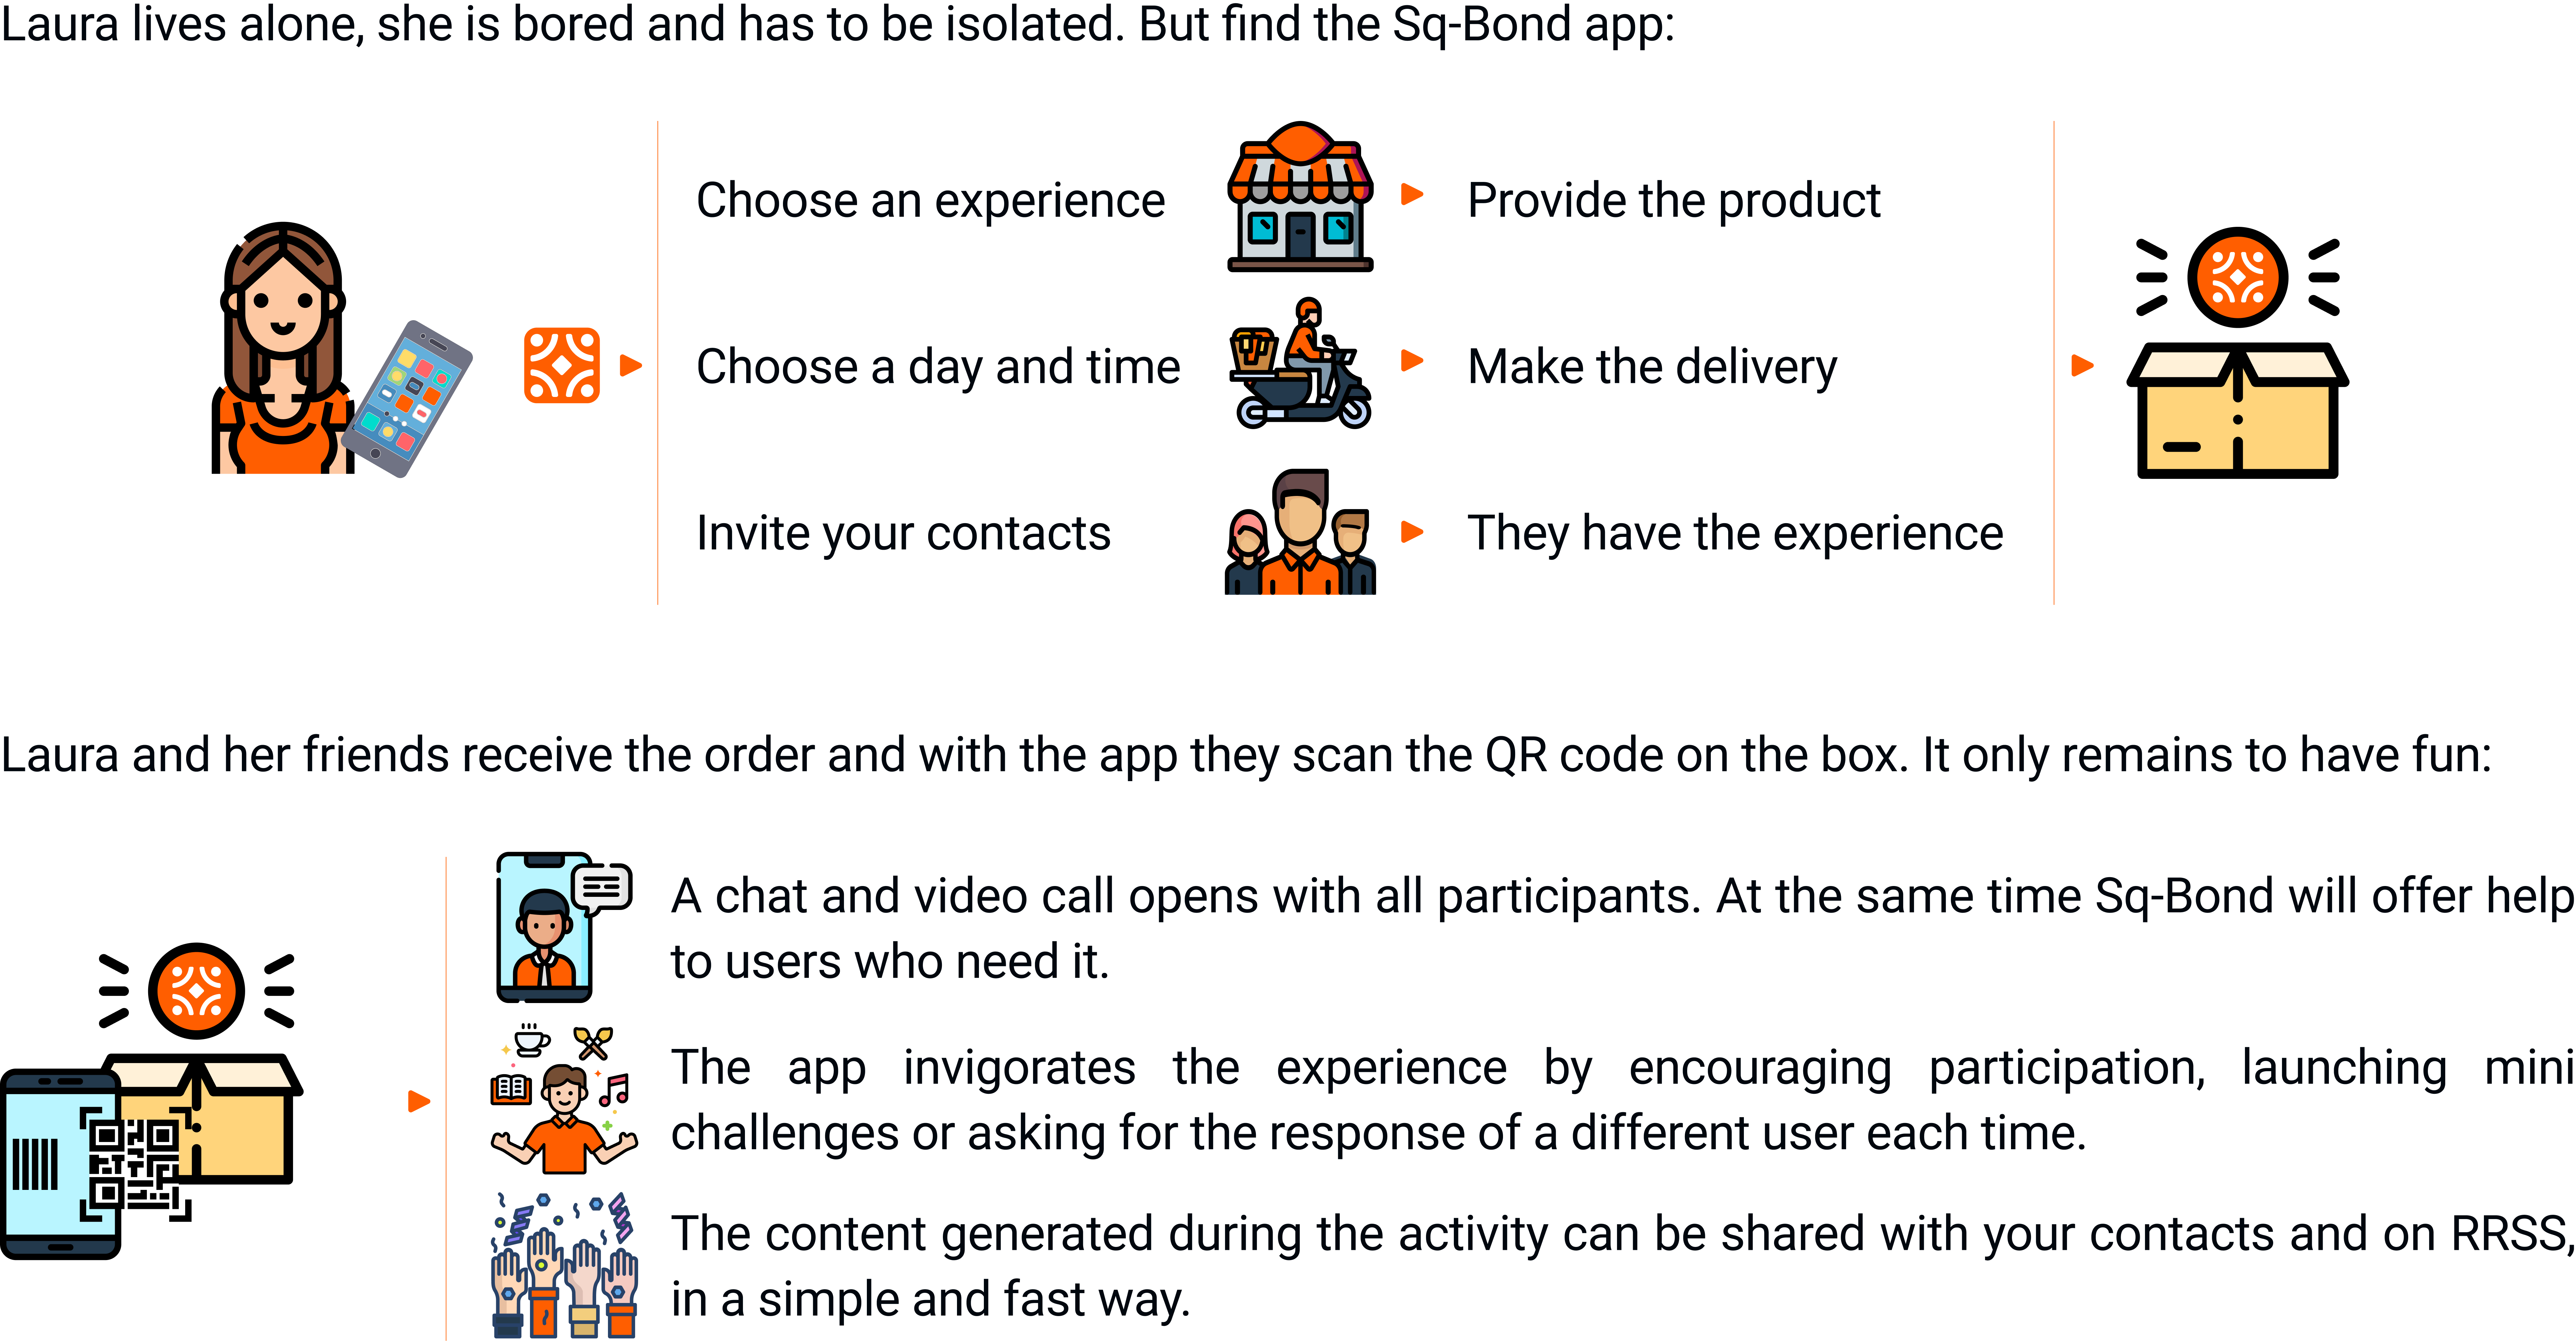 Laura lives alone, she is bored and has to be isolated. But find the Sq-Bond app:
Choose an experience
Provide the product
Choose a day and time
Make the delivery
Invite your contacts
They have the experience
Laura and her friends receive the order and with the app they scan the QR code on the box. It only remains to have fun:
A chat and video call opens with all participants. At the same time Sq-Bond will offer help
to users who need it.
The app invigorates the experience by encouraging participation, launching mini
challenges or asking for the response of a different user each time.
The content generated during the activity can be shared with your contacts and on RRSS,
in a simple and fast way.